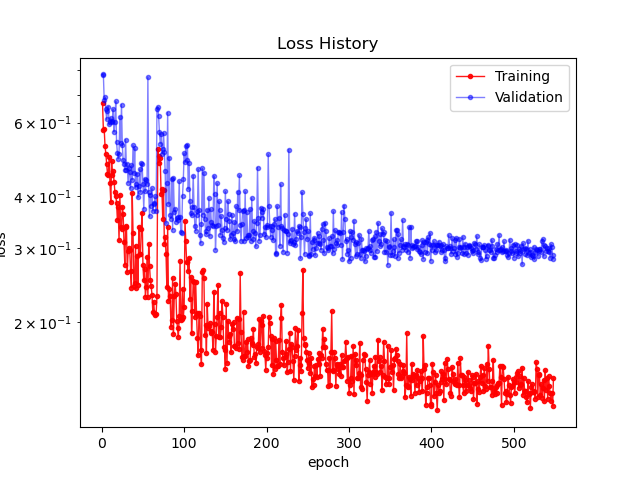 Loss History
Training
Validation
6 × 10⁻¹
4 × 10⁻¹
3 × 10⁻¹
2 × 10⁻¹
loss
0 100 200 300 400 500
epoch